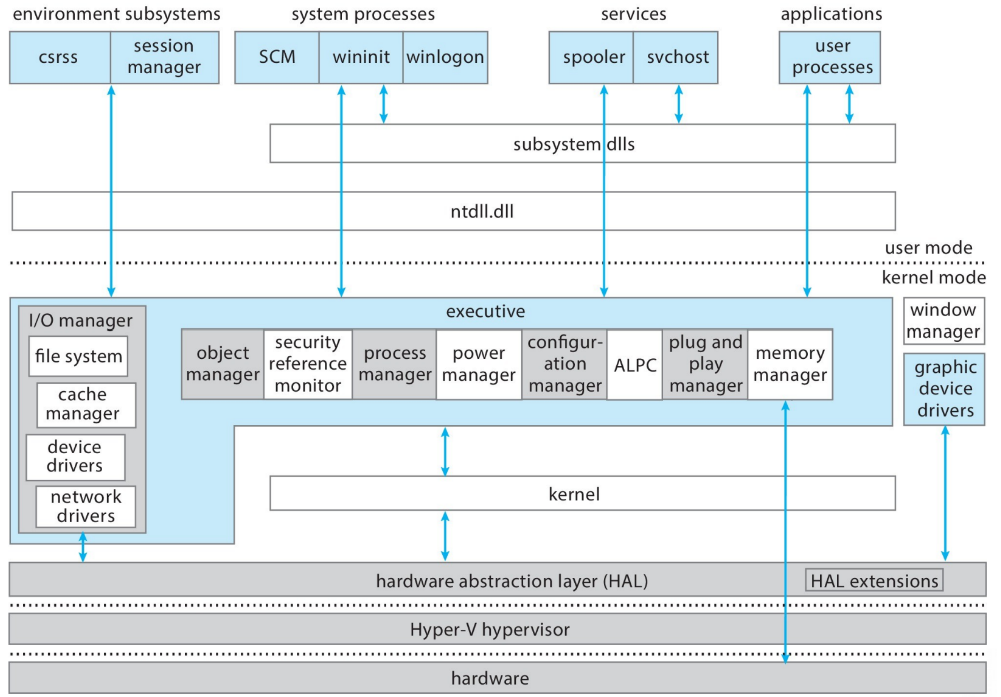 environment subsystems
system processes
services
applications
csrss
session
manager
SCM
wininit
winlogon
spooler
svchost
user
processes
subsystem dlls
ntdll.dll
user mode
kernel mode
executive
I/O manager
file system
cache
manager
device
drivers
network
drivers
object
manager
security
reference
monitor
process
manager
power
manager
configur-
ation
manager
ALPC
plug and
play
manager
memory
manager
window
manager
graphic
device
drivers
kernel
hardware abstraction layer (HAL)
HAL extensions
Hyper-V hypervisor
hardware